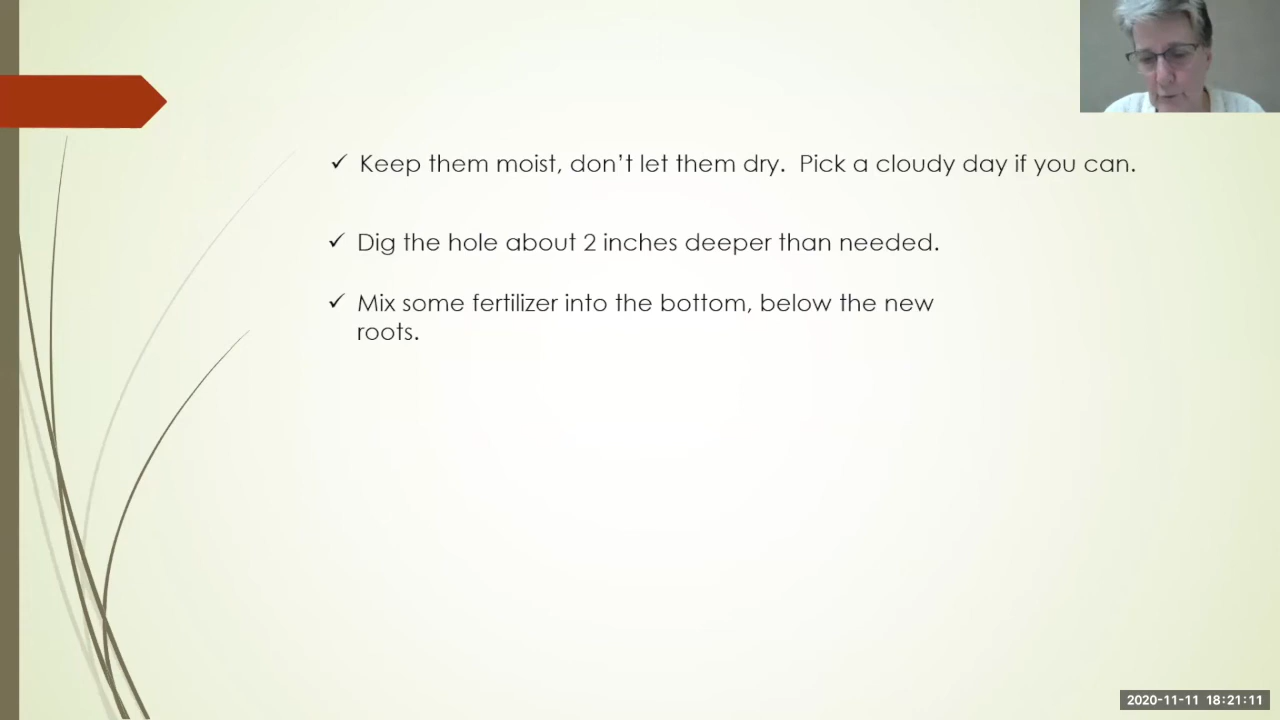 ✓ Keep them moist, don’t let them dry.  Pick a cloudy day if you can.
✓ Dig the hole about 2 inches deeper than needed.
✓ Mix some fertilizer into the bottom, below the new
roots.
2020-11-11 18:21:11